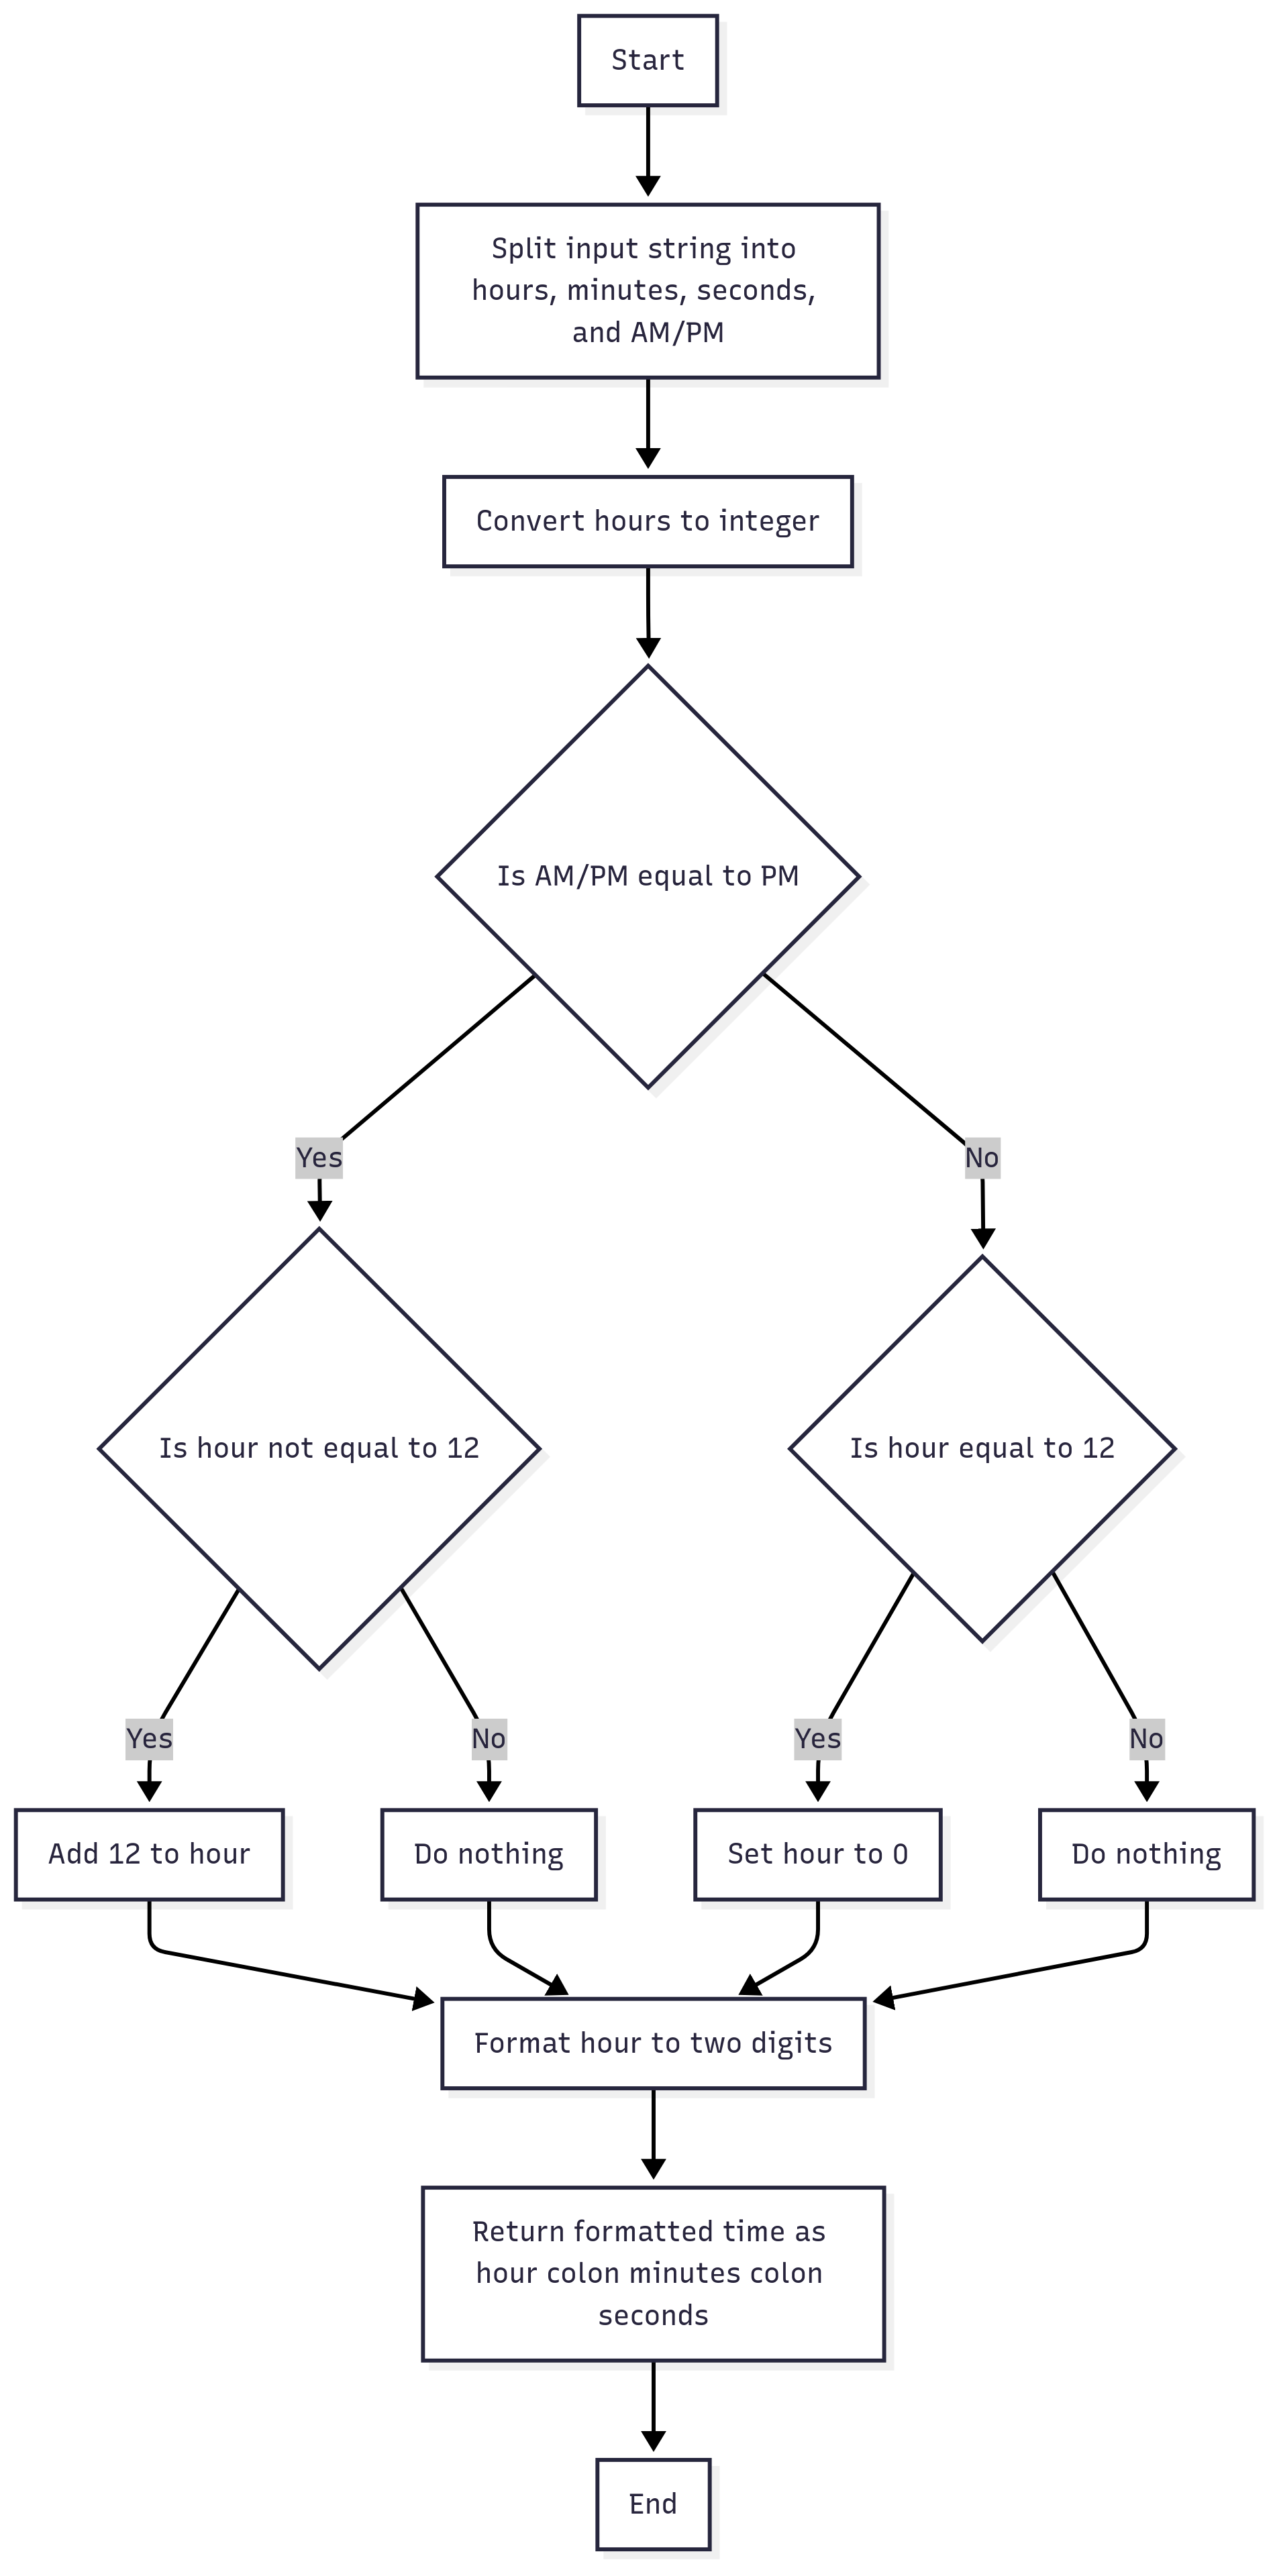 Start
Split input string into
hours, minutes, seconds,
and AM/PM
Convert hours to integer
Is AM/PM equal to PM
Yes
No
Is hour not equal to 12
Is hour equal to 12
Yes
No
Yes
No
Add 12 to hour
Do nothing
Set hour to 0
Do nothing
Format hour to two digits
Return formatted time as
hour colon minutes colon
seconds
End